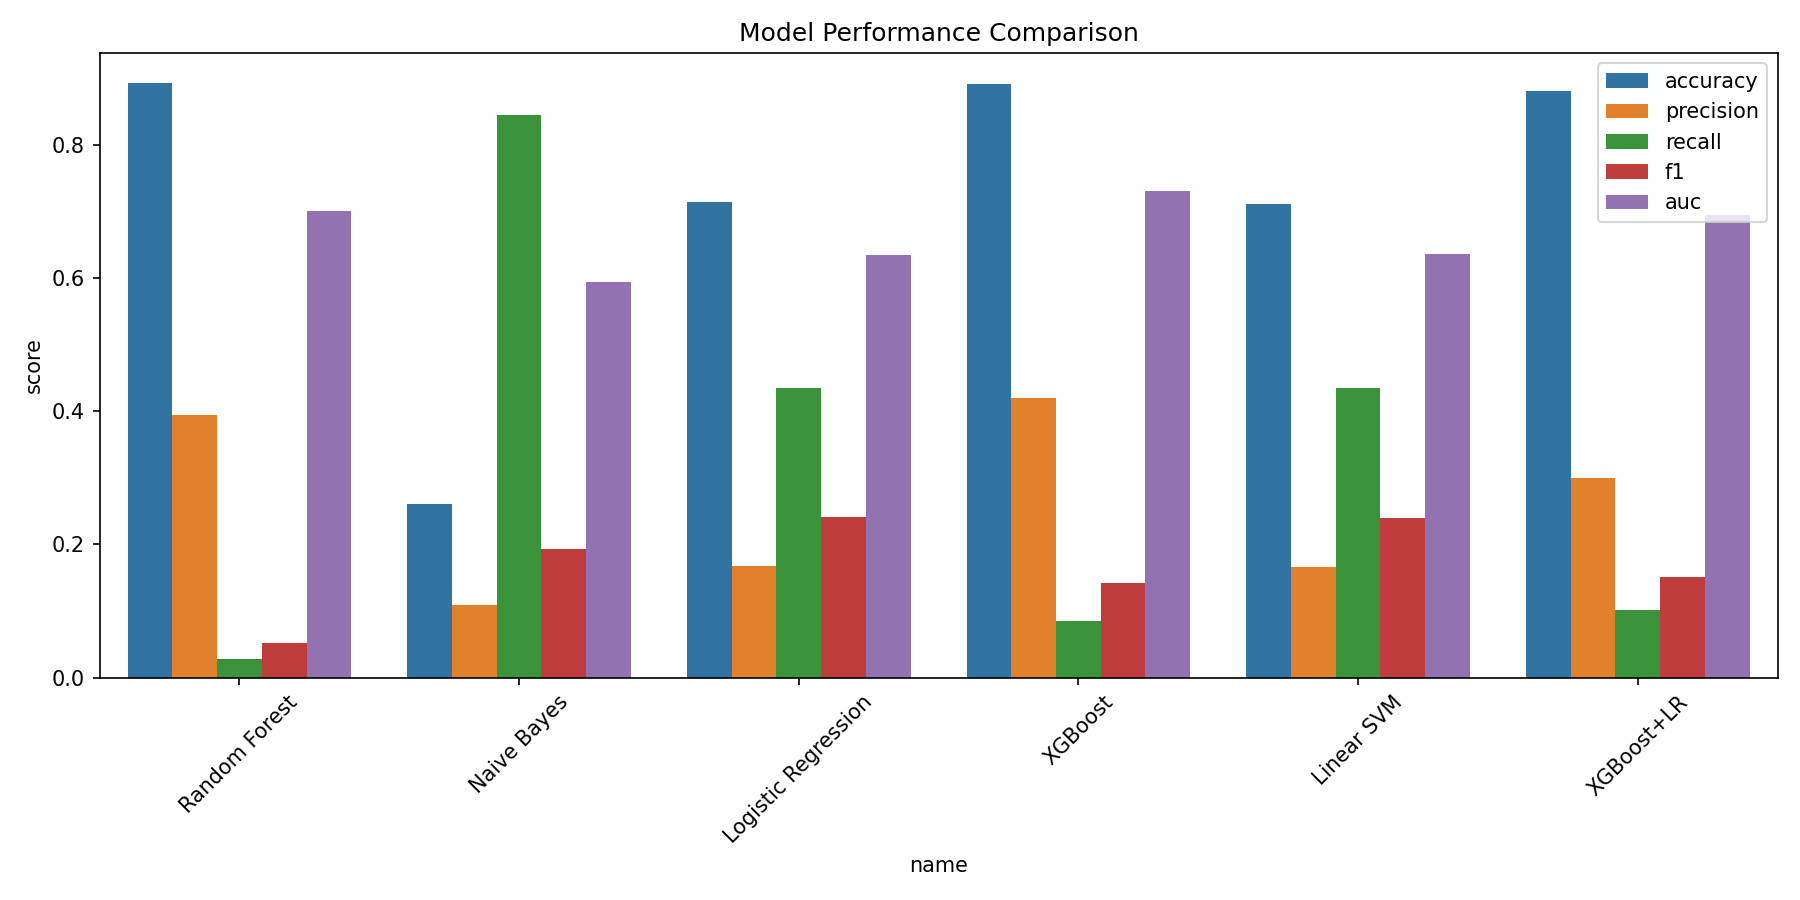 Model Performance Comparison
accuracy
precision
recall
f1
auc
score
0.8
0.6
0.4
0.2
0.0
Random Forest
Naive Bayes
Logistic Regression
XGBoost
Linear SVM
XGBoost+LR
name